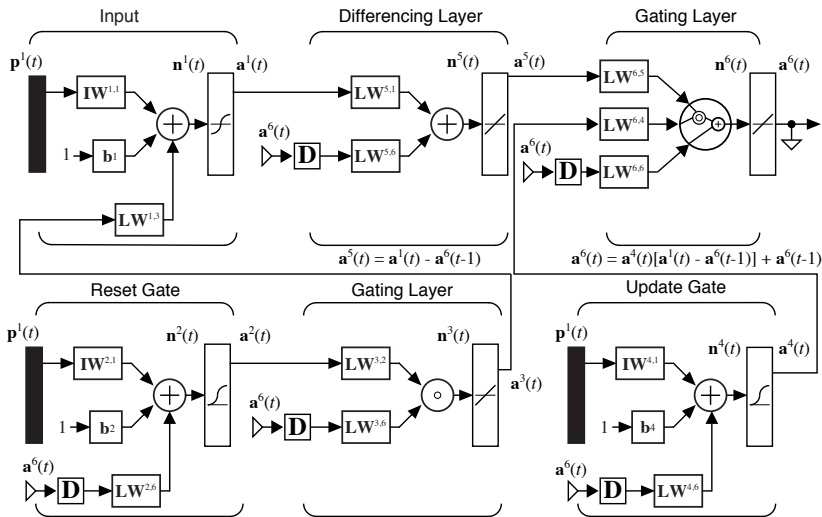 Input
Differencing Layer
Gating Layer
p¹(t)
n¹(t)
a¹(t)
n⁵(t)
a⁵(t)
n⁶(t)
a⁶(t)
IW¹,¹
LW⁵,¹
LW⁶,⁵
a⁶(t)
LW⁶,⁴
1
b¹
D
LW⁵,⁶
a⁶(t)
D
LW⁶,⁶
LW¹,³
a⁵(t) = a¹(t) - a⁶(t-1)
a⁶(t) = a⁴(t)[a¹(t) - a⁶(t-1)] + a⁶(t-1)
Reset Gate
Gating Layer
Update Gate
p¹(t)
n²(t)
a²(t)
n³(t)
p¹(t)
n⁴(t)
a⁴(t)
IW²,¹
LW³,²
a³(t)
IW⁴,¹
a⁶(t)
1
b²
D
LW³,⁶
1
b⁴
a⁶(t)
D
LW²,⁶
a⁶(t)
D
LW⁴,⁶